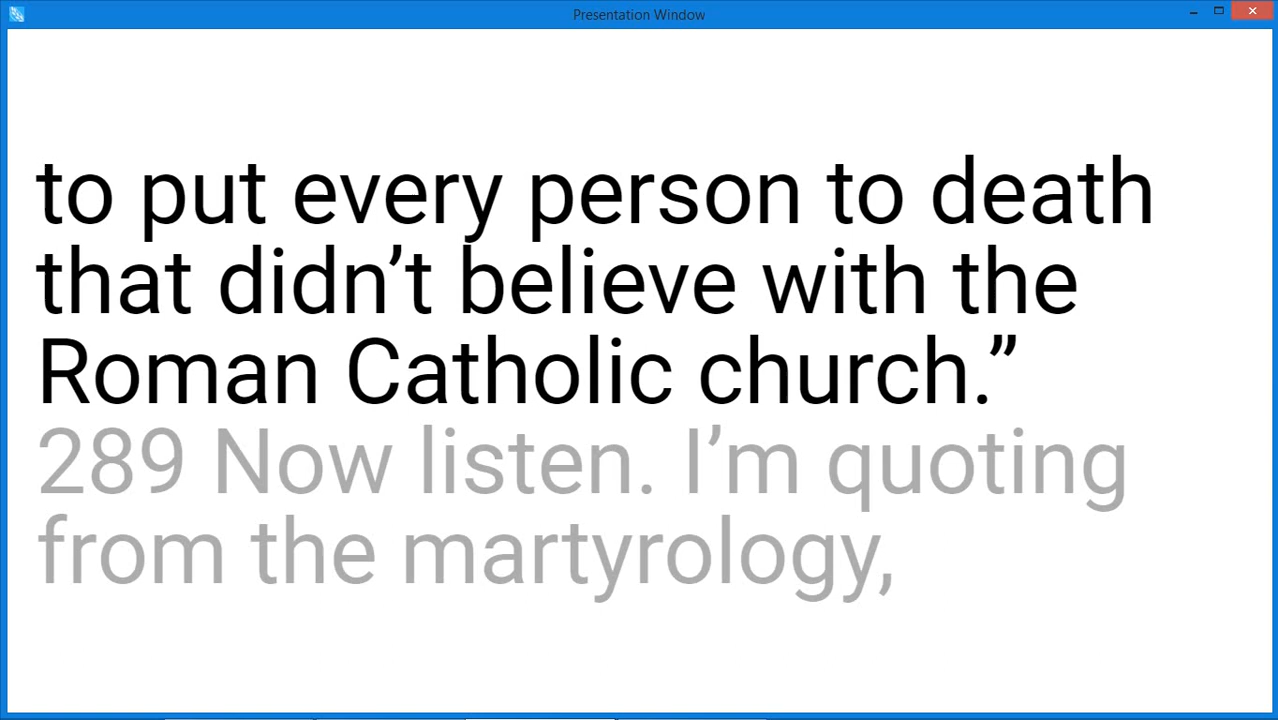 Presentation Window
to put every person to death
that didn’t believe with the
Roman Catholic church.”
289 Now listen. I’m quoting
from the martyrology,